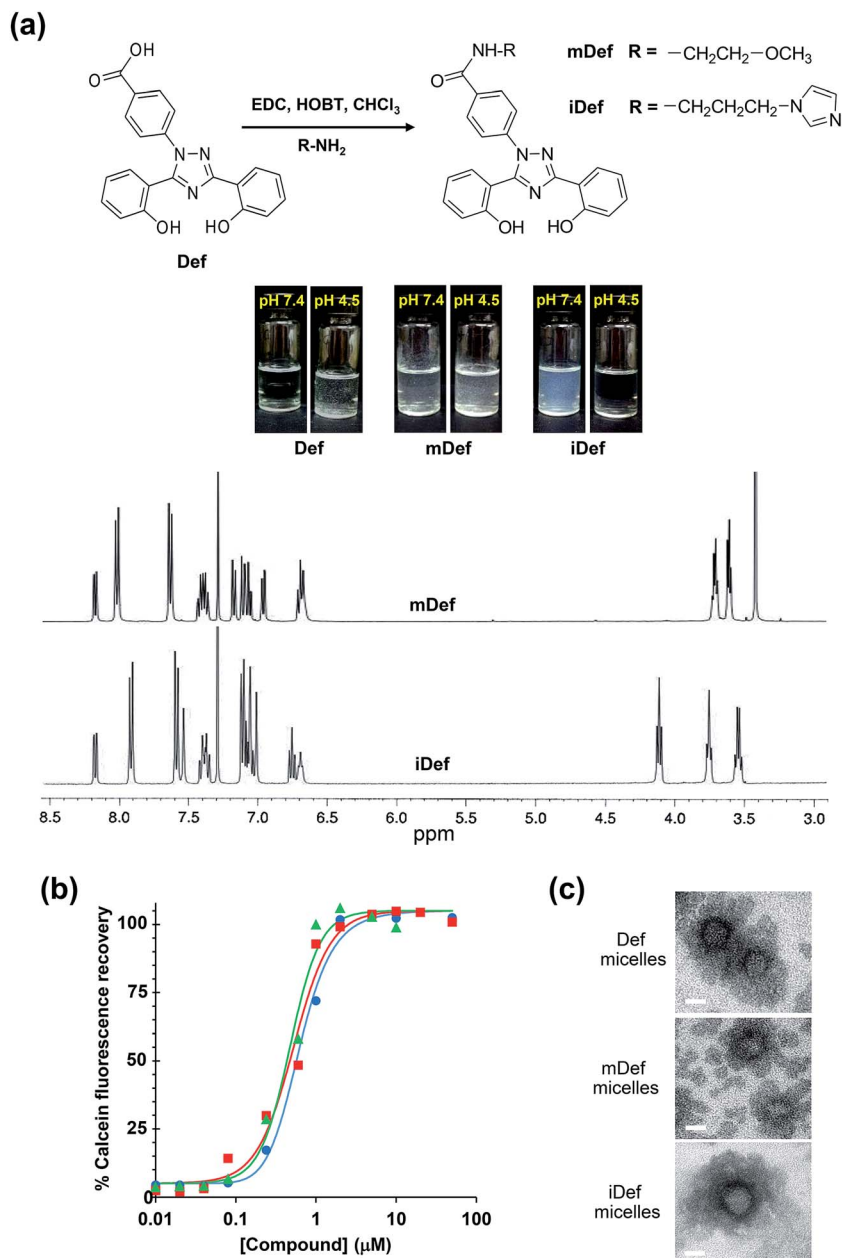 (a)
OH
O
N
N
N
OH
HO
Def
EDC, HOBT, CHCl3
R-NH2
NH-R
O
N
N
N
OH
HO
mDef R = –CH2CH2–OCH3
iDef R = –CH2CH2CH2–N
N
pH 7.4 pH 4.5 pH 7.4 pH 4.5 pH 7.4 pH 4.5
Def mDef iDef
mDef
iDef
8.5 8.0 7.5 7.0 6.5 6.0 5.5 5.0 4.5 4.0 3.5 3.0
ppm
(b)
% Calcein fluorescence recovery
100
75
50
25
0
0.01 0.1 1 10 100
[Compound] (μM)
(c)
Def
micelles
mDef
micelles
iDef
micelles